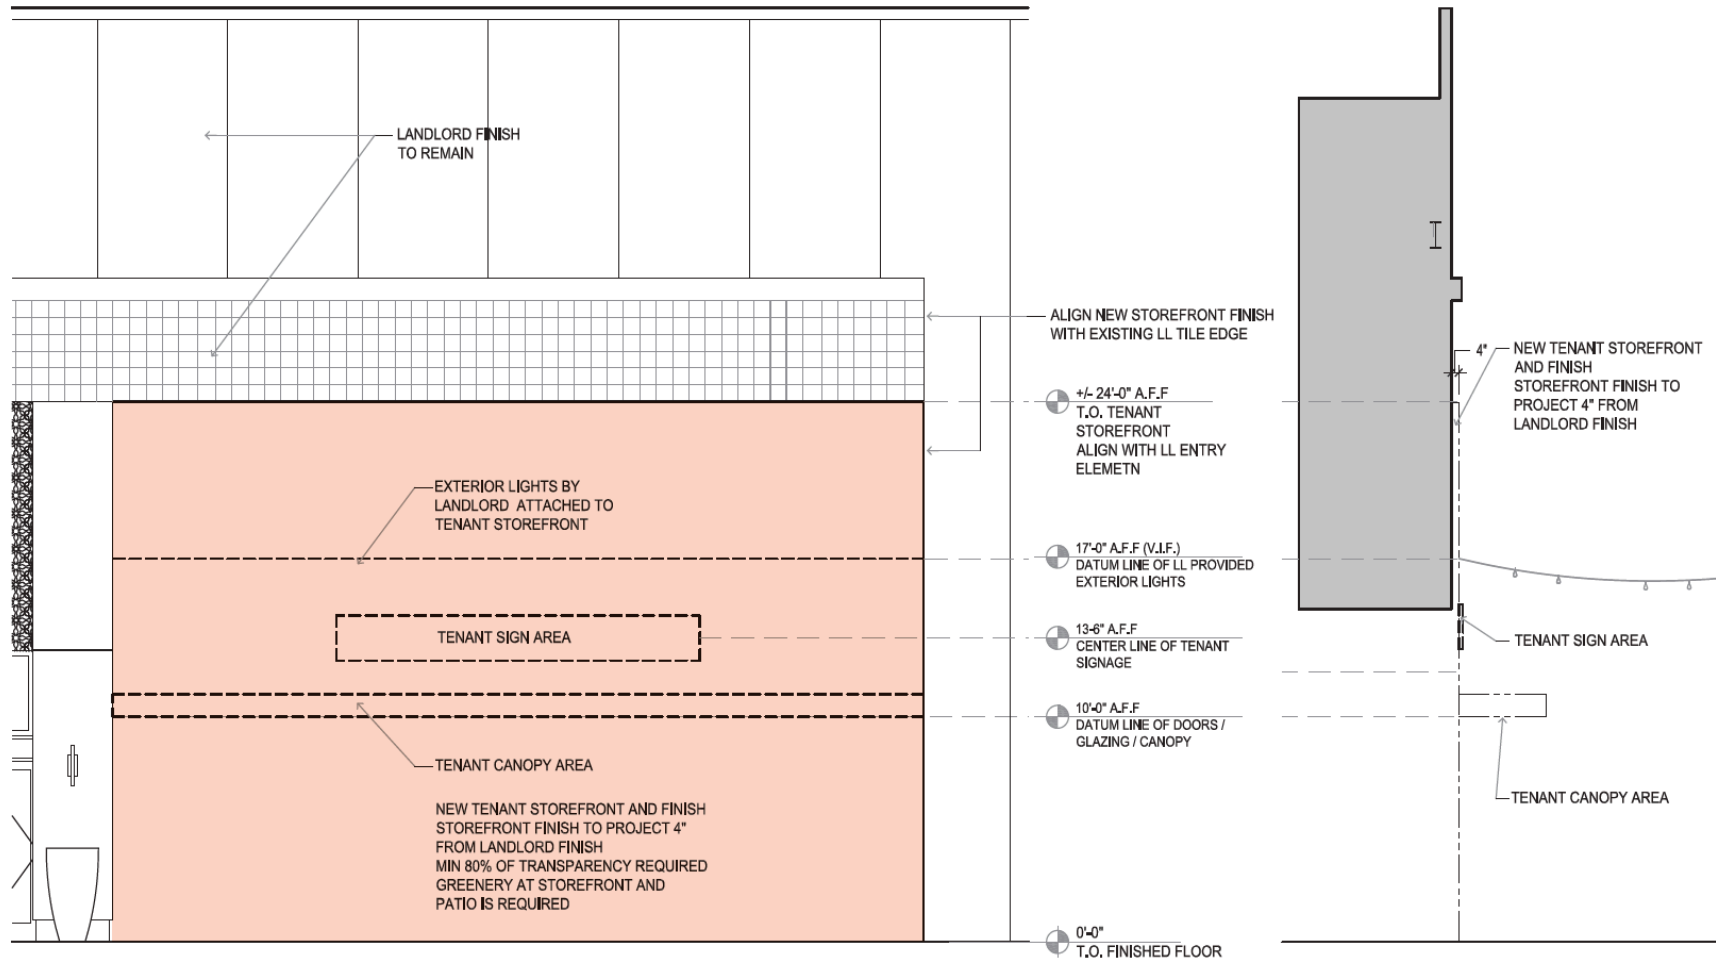 LANDLORD FINISH
TO REMAIN
ALIGN NEW STOREFRONT FINISH
WITH EXISTING LL TILE EDGE
4"
NEW TENANT STOREFRONT
AND FINISH
STOREFRONT FINISH TO
PROJECT 4" FROM
LANDLORD FINISH
+/- 24'-0" A.F.F
T.O. TENANT
STOREFRONT
ALIGN WITH LL ENTRY
ELEMETN
EXTERIOR LIGHTS BY
LANDLORD ATTACHED TO
TENANT STOREFRONT
17'-0" A.F.F (V.I.F.)
DATUM LINE OF LL PROVIDED
EXTERIOR LIGHTS
TENANT SIGN AREA
13-6" A.F.F
CENTER LINE OF TENANT
SIGNAGE
TENANT SIGN AREA
10'-0" A.F.F
DATUM LINE OF DOORS /
GLAZING / CANOPY
TENANT CANOPY AREA
TENANT CANOPY AREA
NEW TENANT STOREFRONT AND FINISH
STOREFRONT FINISH TO PROJECT 4"
FROM LANDLORD FINISH
MIN 80% OF TRANSPARENCY REQUIRED
GREENERY AT STOREFRONT AND
PATIO IS REQUIRED
0'-0"
T.O. FINISHED FLOOR